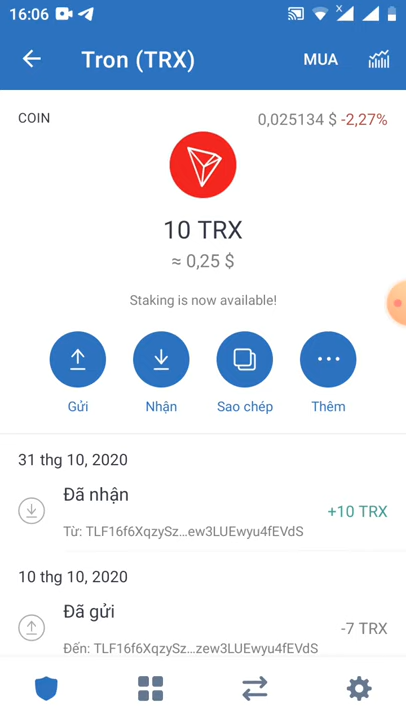 16:06
Tron (TRX)
MUA
COIN
0,025134 $ -2,27%
10 TRX
≈ 0,25 $
Staking is now available!
Gửi
Nhận
Sao chép
Thêm
31 thg 10, 2020
Đã nhận
+10 TRX
Từ: TLF16f6XqzySz...ew3LUEwyu4fEVdS
10 thg 10, 2020
Đã gửi
-7 TRX
Đến: TLF16f6XqzySz...zew3LUEwyu4fEVdS